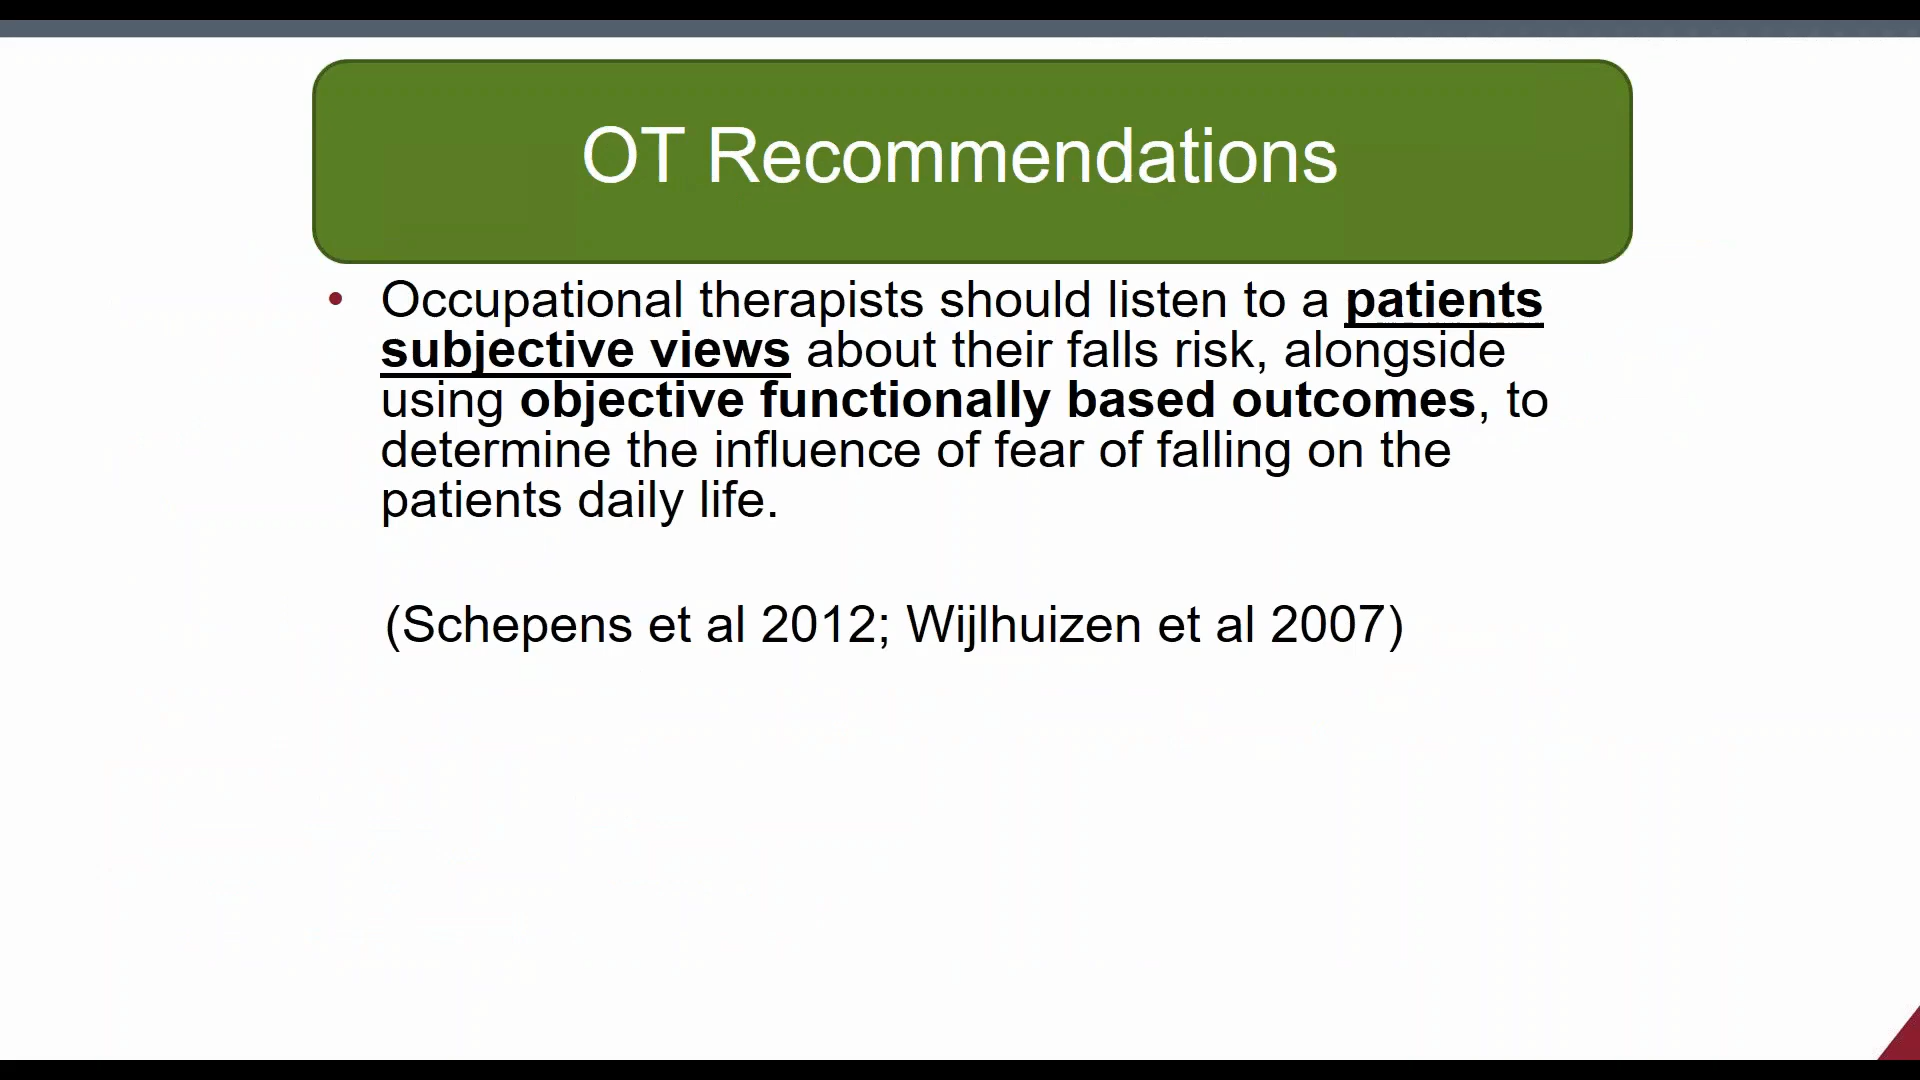 OT Recommendations
• Occupational therapists should listen to a patients
subjective views about their falls risk, alongside
using objective functionally based outcomes, to
determine the influence of fear of falling on the
patients daily life.
(Schepens et al 2012; Wijlhuizen et al 2007)